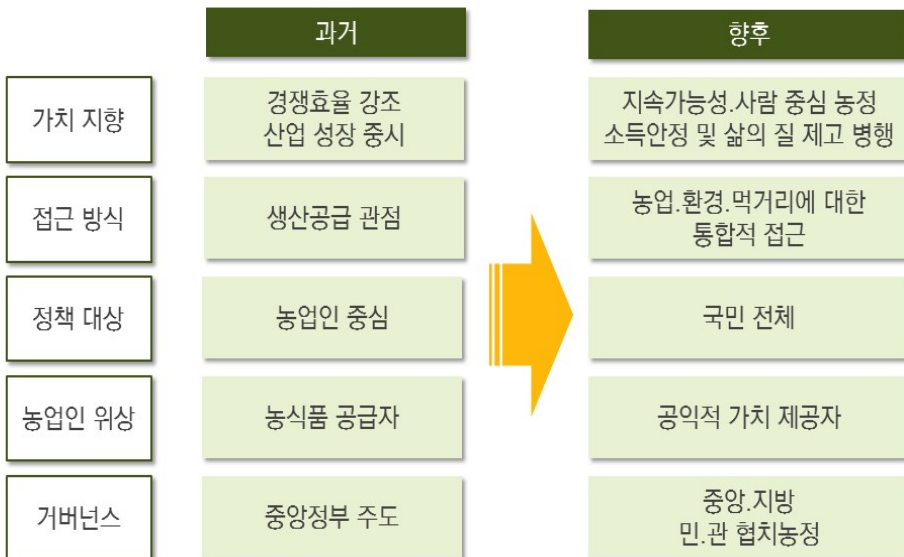 과거
향후
가치 지향
경쟁효율 강조
산업 성장 중시
지속가능성.사람 중심 농정
소득안정 및 삶의 질 제고 병행
접근 방식
생산공급 관점
농업.환경.먹거리에 대한
통합적 접근
정책 대상
농업인 중심
국민 전체
농업인 위상
농식품 공급자
공익적 가치 제공자
거버넌스
중앙정부 주도
중앙.지방
민.관 협치농정